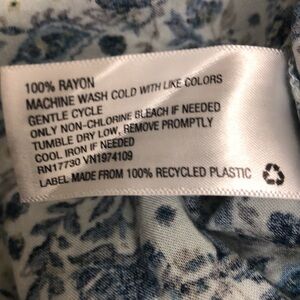 100% RAYON
MACHINE WASH COLD WITH LIKE COLORS
GENTLE CYCLE
ONLY NON-CHLORINE BLEACH IF NEEDED
TUMBLE DRY LOW, REMOVE PROMPTLY
COOL IRON IF NEEDED
RN17730 VN1974109
LABEL MADE FROM 100% RECYCLED PLASTIC